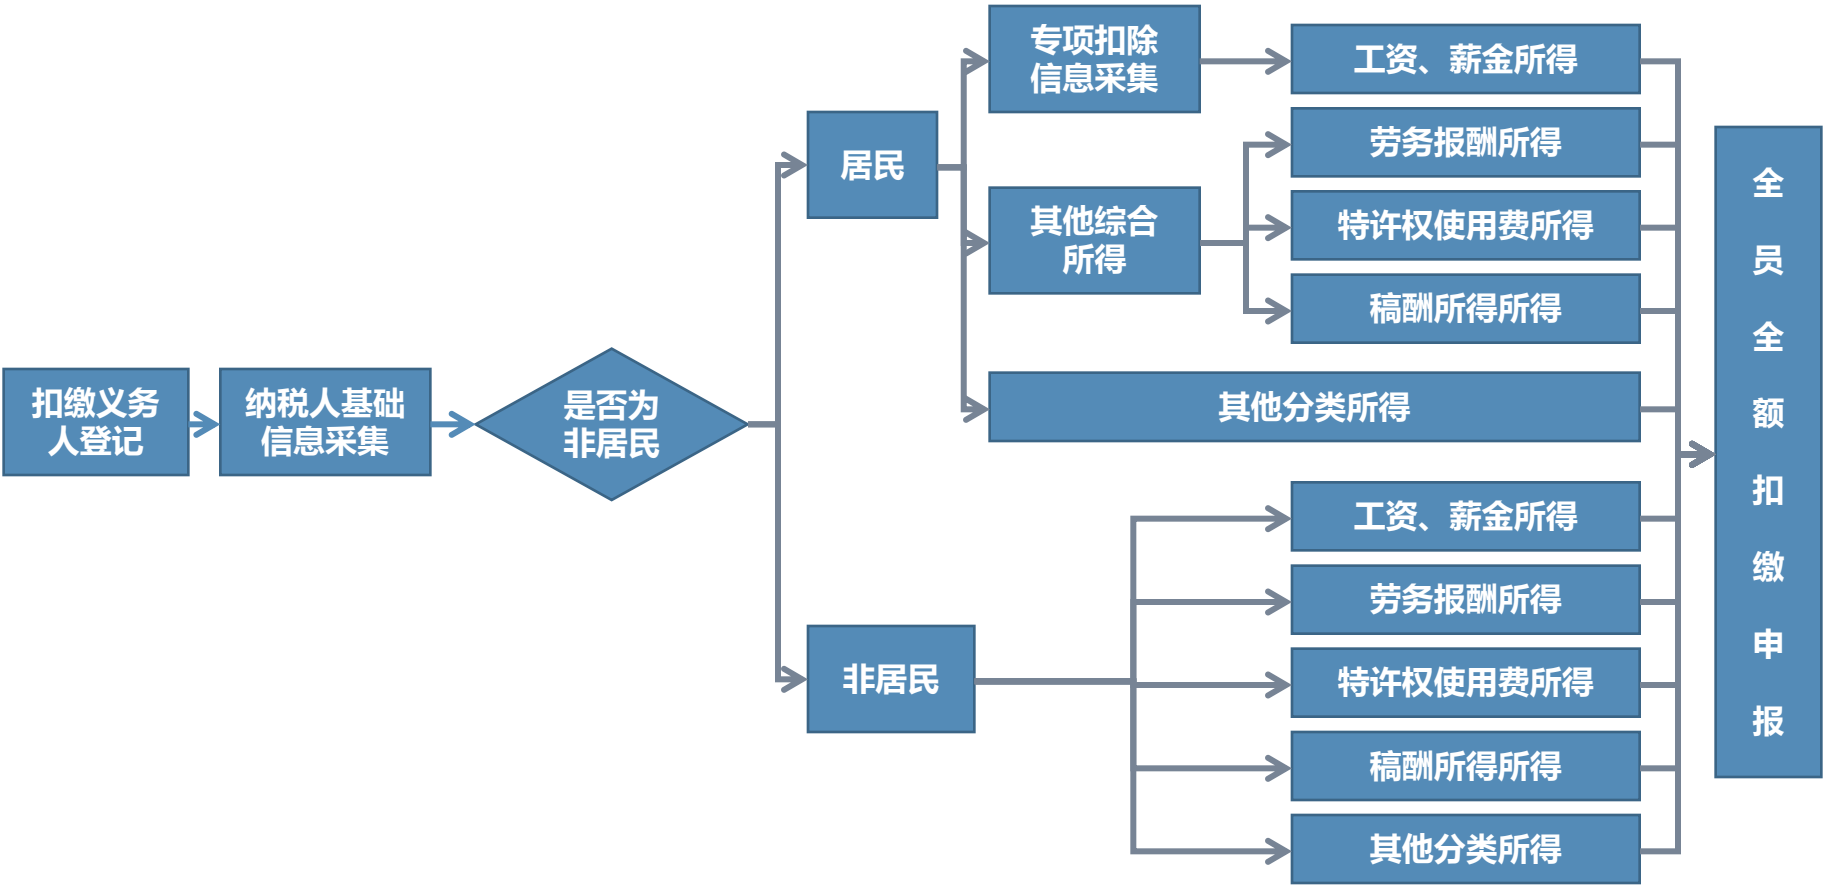 扣缴义务
人登记
纳税人基础
信息采集
是否为
非居民
居民
专项扣除
信息采集
工资、薪金所得
其他综合
所得
劳务报酬所得
特许权使用费所得
稿酬所得所得
其他分类所得
非居民
工资、薪金所得
劳务报酬所得
特许权使用费所得
稿酬所得所得
其他分类所得
全
员
全
额
扣
缴
申
报